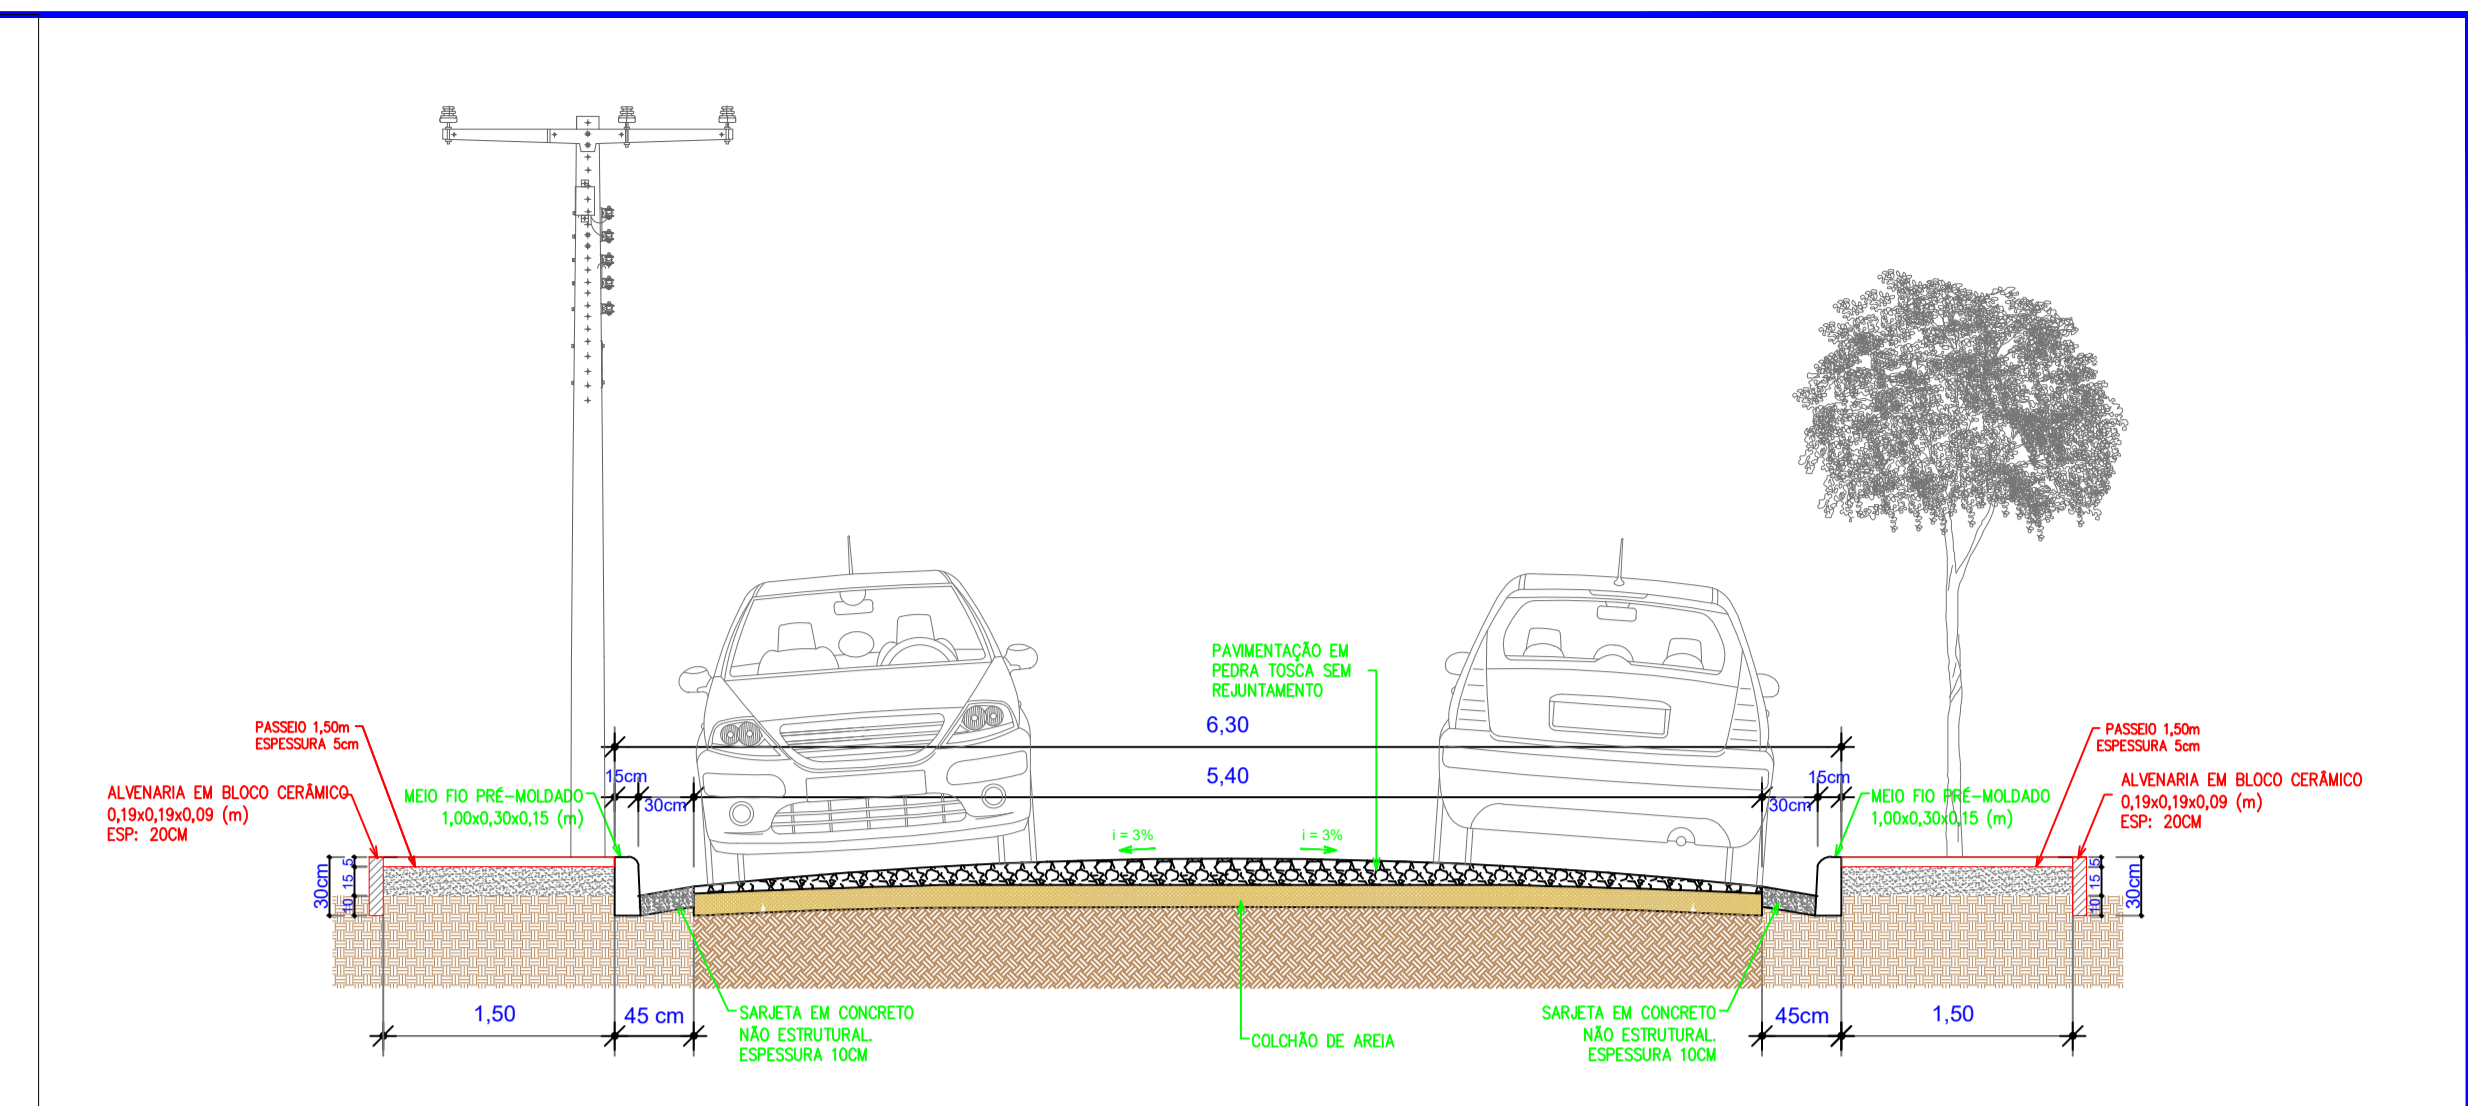 PAVIMENTAÇÃO EM
PEDRA TOSCA SEM
REJUNTAMENTO
6,30
5,40
PASSEIO 1,50m
ESPESSURA 5cm
PASSEIO 1,50m
ESPESSURA 5cm
15cm
30cm
15cm
30cm
ALVENARIA EM BLOCO CERÂMICO
0,19x0,19x0,09 (m)
ESP: 20CM
MEIO FIO PRÉ-MOLDADO
1,00x0,30x0,15 (m)
MEIO FIO PRÉ-MOLDADO
1,00x0,30x0,15 (m)
ALVENARIA EM BLOCO CERÂMICO
0,19x0,19x0,09 (m)
ESP: 20CM
i = 3%
i = 3%
30cm
5
15
10
5
15
10
30cm
1,50
45 cm
SARJETA EM CONCRETO
NÃO ESTRUTURAL.
ESPESSURA 10CM
COLCHÃO DE AREIA
SARJETA EM CONCRETO
NÃO ESTRUTURAL.
ESPESSURA 10CM
45cm
1,50